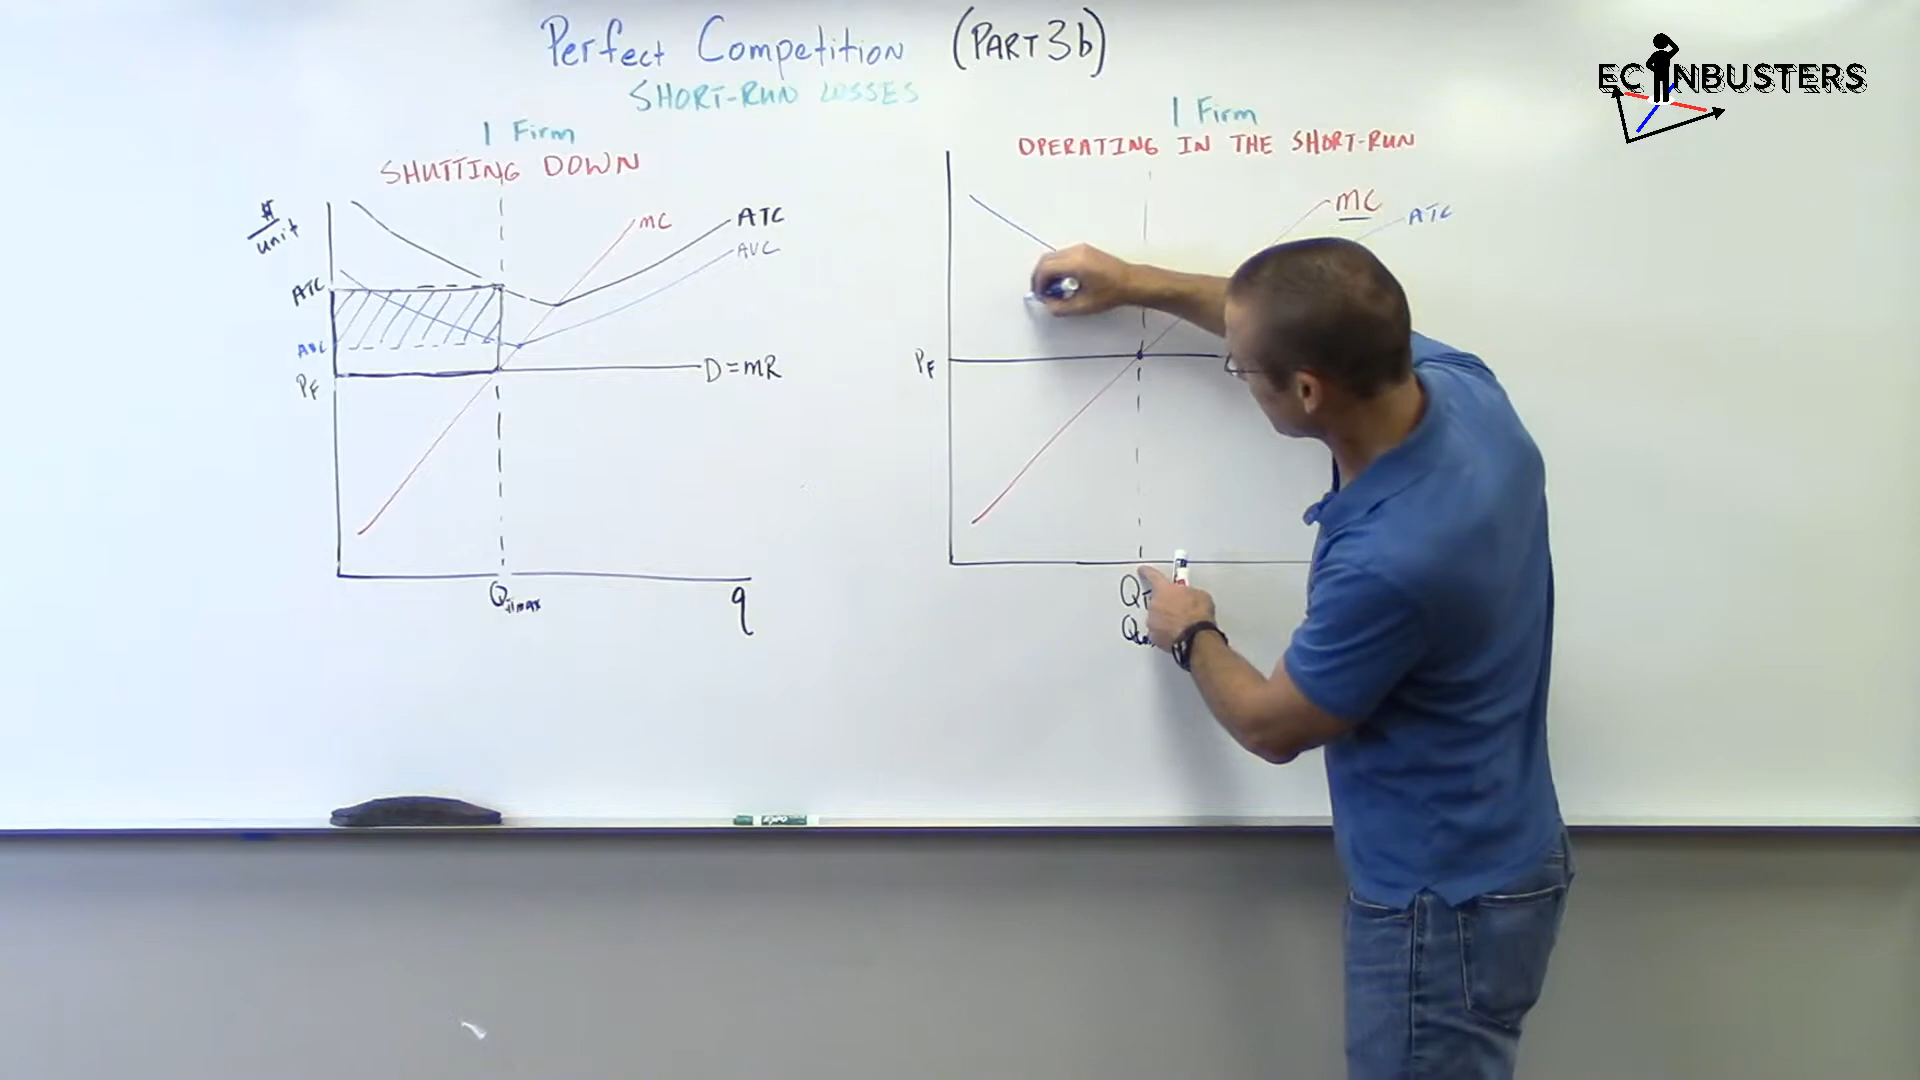 Perfect Competition (PART 3b)
SHORT-RUN LOSSES
ECONBUSTERS
1 Firm
SHUTTING DOWN
$/unit
MC
ATC
AVC
ATC
AVC
PF
D=MR
Qπmax
q
1 Firm
OPERATING IN THE SHORT-RUN
MC
ATC
PF